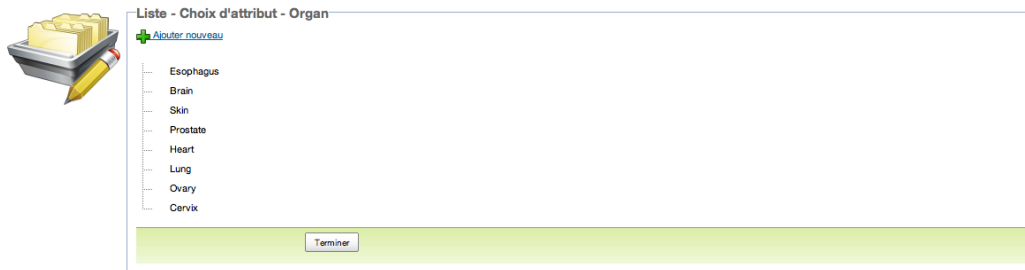 Liste - Choix d'attribut - Organ
Ajouter nouveau
Esophagus
Brain
Skin
Prostate
Heart
Lung
Ovary
Cervix
Terminer